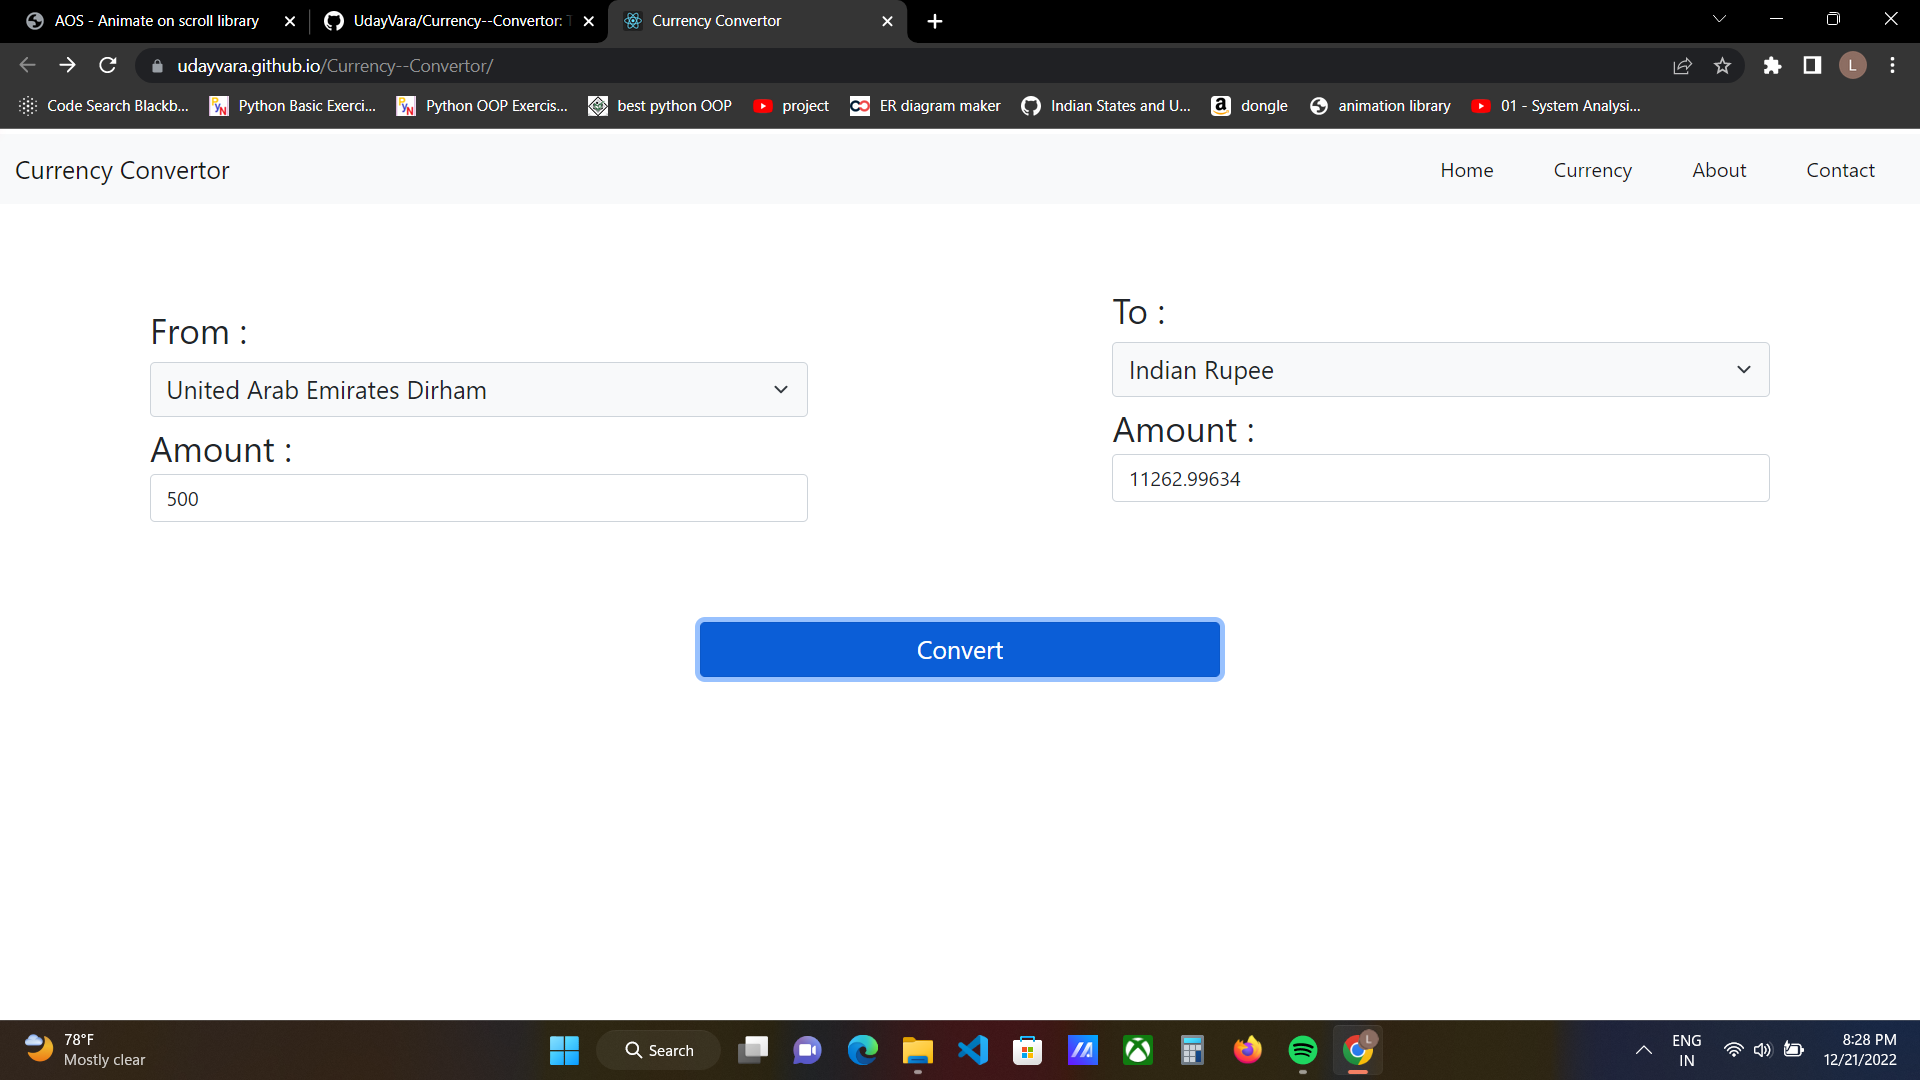 AOS - Animate on scroll library
UdayVara/Currency--Convertor:
Currency Convertor
udayvara.github.io/Currency--Convertor/
L
Code Search Blackb...
Python Basic Exerci...
Python OOP Exercis...
best python OOP
project
ER diagram maker
Indian States and U...
dongle
animation library
01 - System Analysi...
Currency Convertor
Home
Currency
About
Contact
From :
United Arab Emirates Dirham
Amount :
500
To :
Indian Rupee
Amount :
11262.99634
Convert
78°F
Mostly clear
Search
L
ENG
IN
8:28 PM
12/21/2022